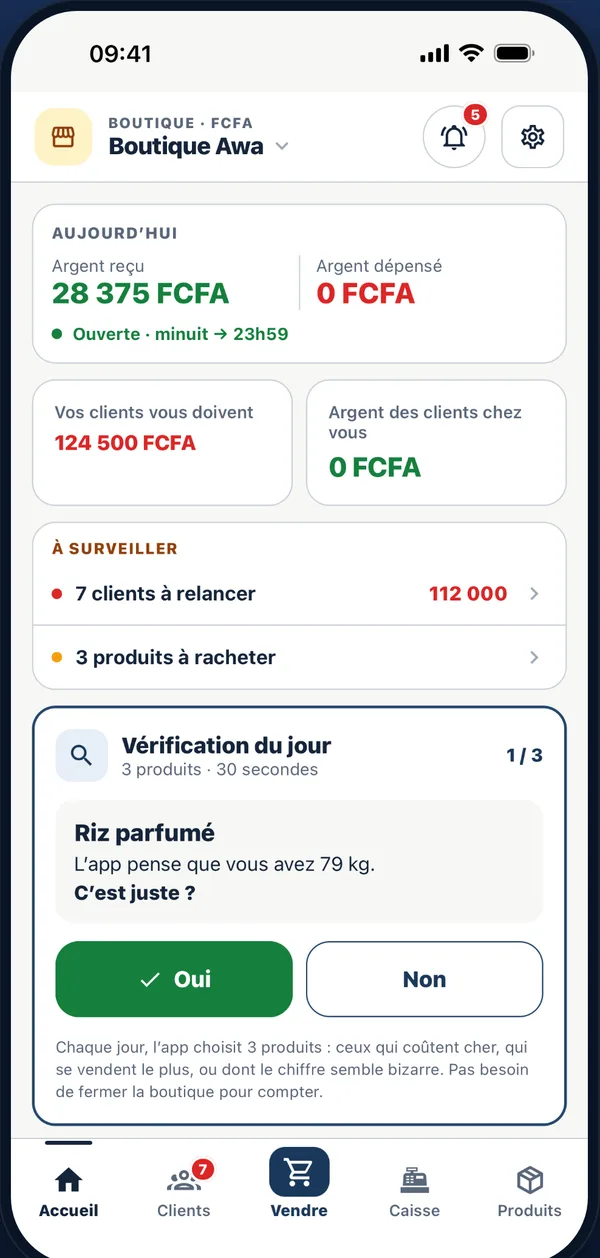 09:41
BOUTIQUE · FCFA
5
Boutique Awa
AUJOURD’HUI
Argent reçu
Argent dépensé
28 375 FCFA
0 FCFA
Ouverte · minuit → 23h59
Vos clients vous doivent
124 500 FCFA
Argent des clients chez
vous
0 FCFA
À SURVEILLER
7 clients à relancer
112 000
3 produits à racheter
Vérification du jour
3 produits · 30 secondes
1 / 3
Riz parfumé
L’app pense que vous avez 79 kg.
C’est juste ?
Oui
Non
Chaque jour, l’app choisit 3 produits : ceux qui coûtent cher, qui
se vendent le plus, ou dont le chiffre semble bizarre. Pas besoin
de fermer la boutique pour compter.
7
Accueil
Clients
Vendre
Caisse
Produits